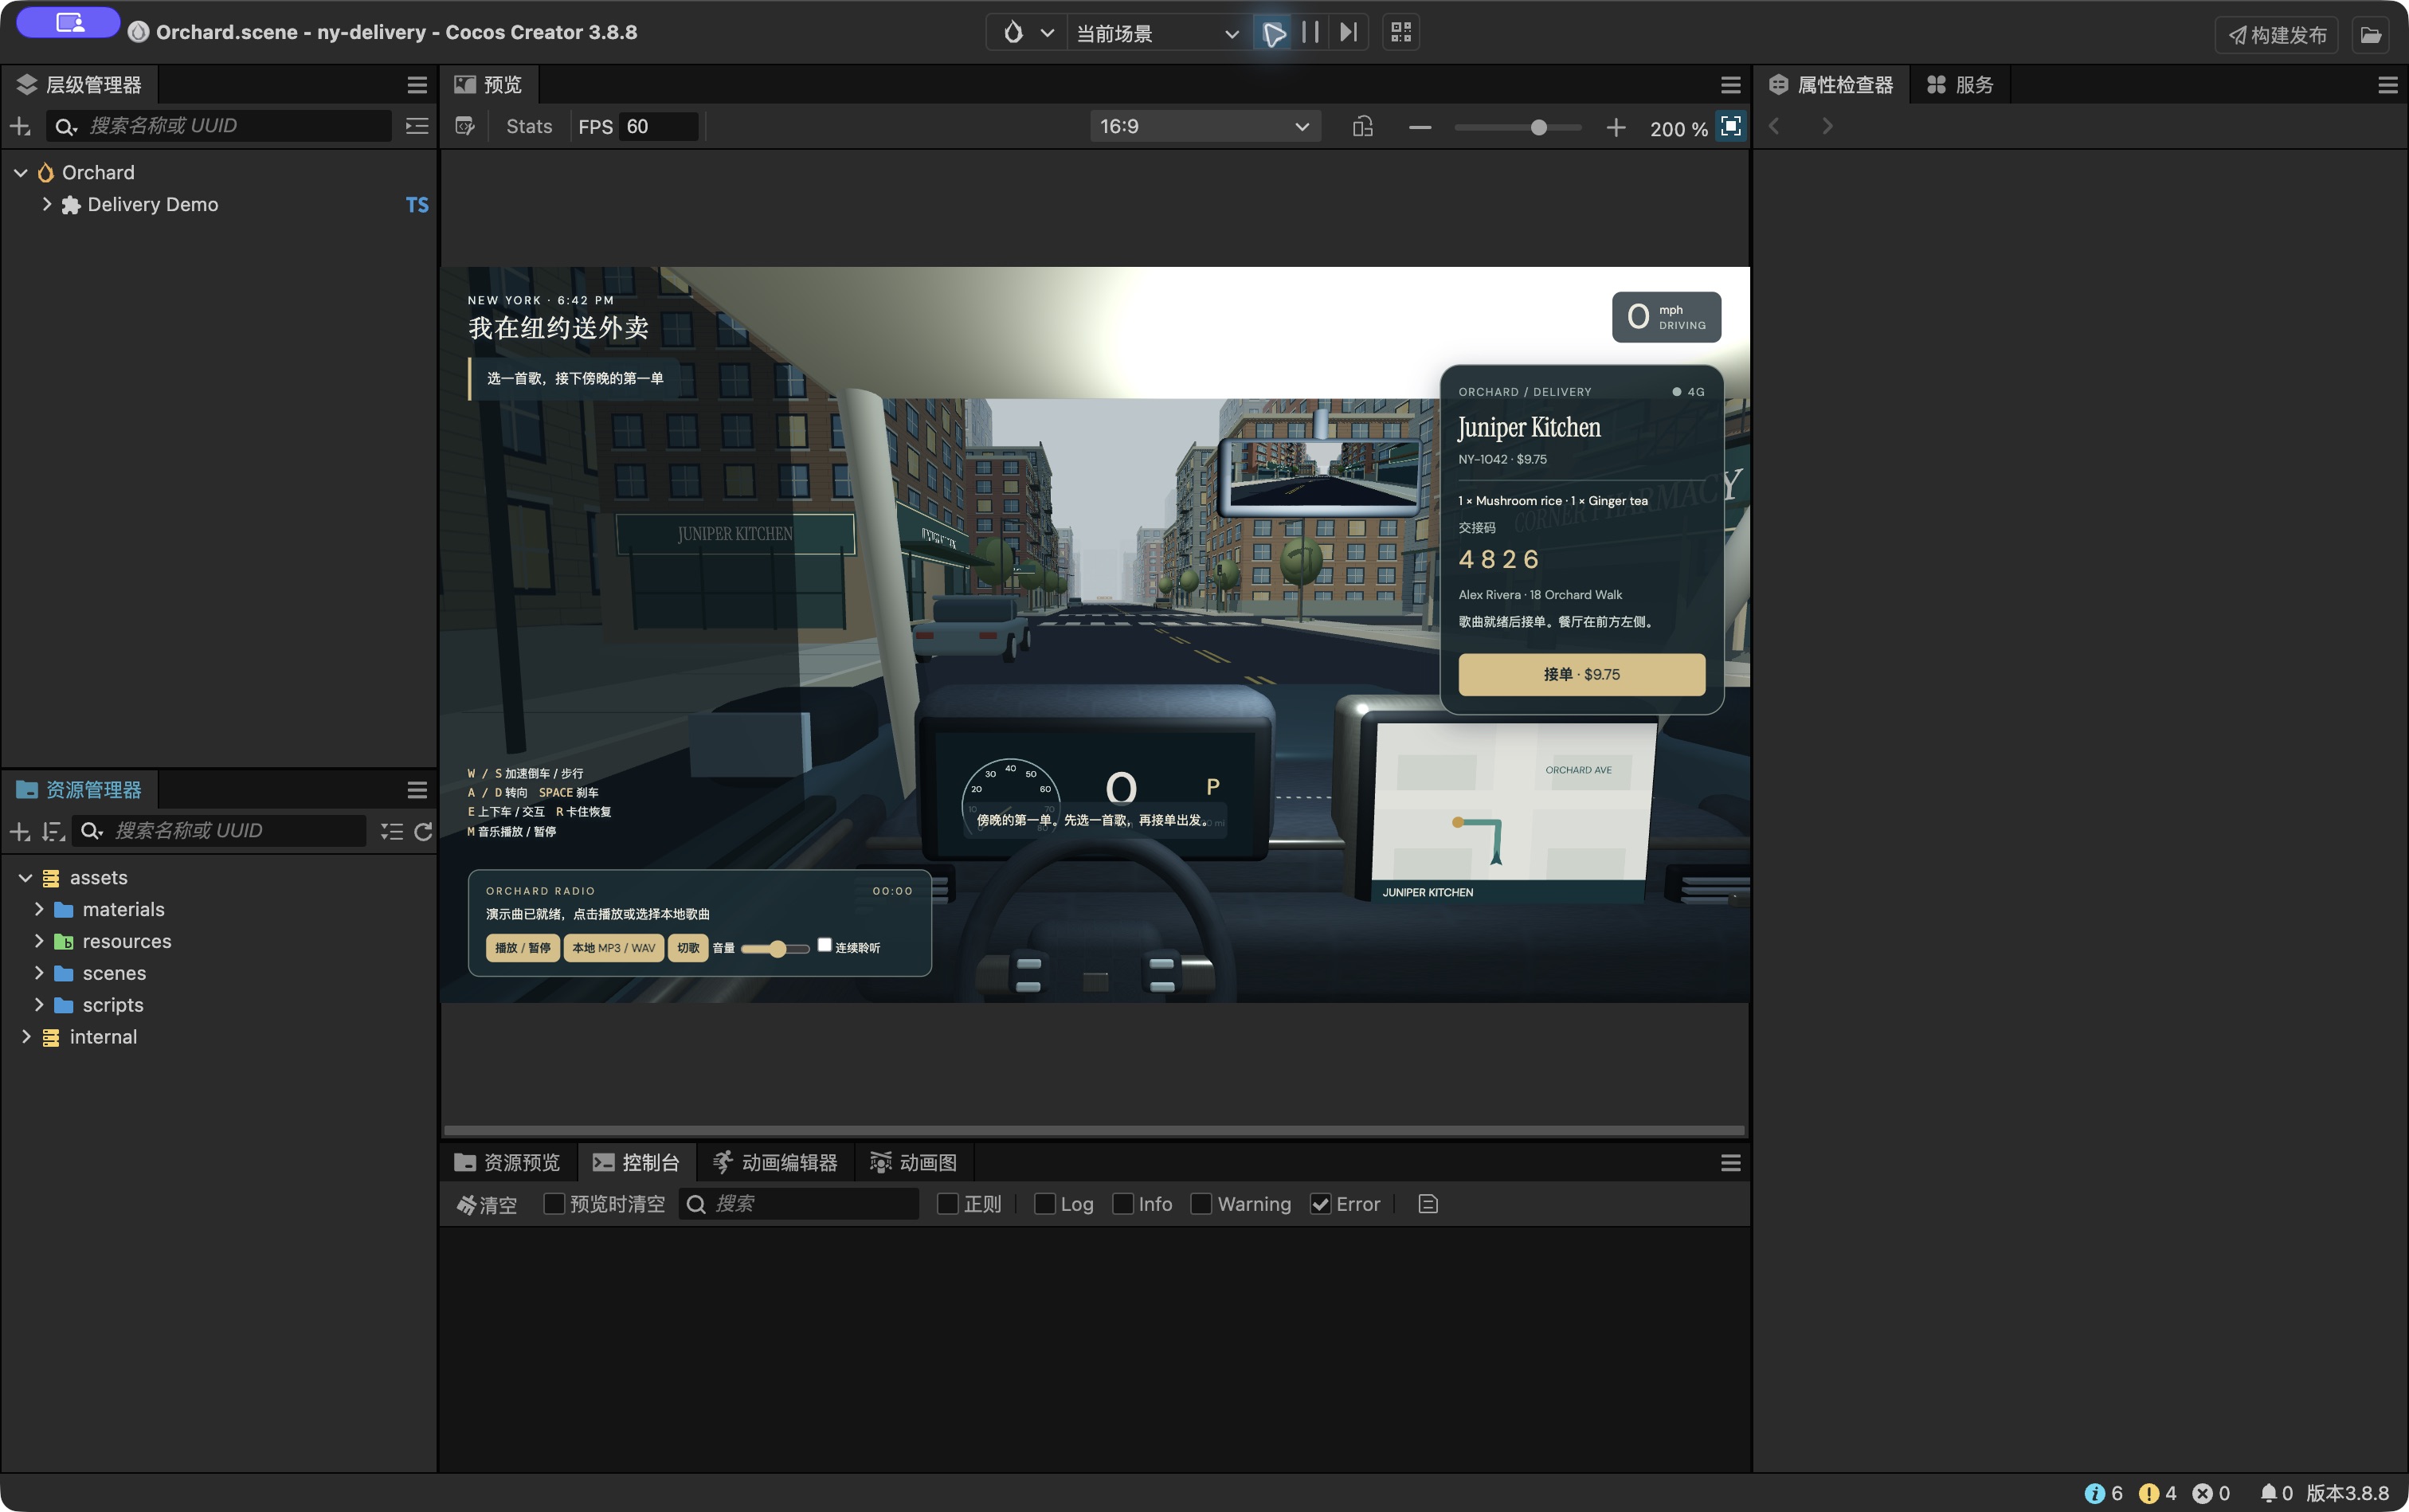 Orchard.scene - ny-delivery - Cocos Creator 3.8.8
当前场景
构建发布
层级管理器
搜索名称或 UUID
Orchard
Delivery Demo
TS
资源管理器
搜索名称或 UUID
assets
materials
resources
scenes
scripts
internal
预览
Stats
FPS 60
16:9
200 %
NEW YORK · 6:42 PM
我在纽约送外卖
选一首歌，接下傍晚的第一单
0 mph
DRIVING
ORCHARD / DELIVERY
4G
Juniper Kitchen
NY-1042 · $9.75
1 × Mushroom rice · 1 × Ginger tea
交接码
4826
Alex Rivera · 18 Orchard Walk
歌曲就绪后接单。餐厅在前方左侧。
接单 · $9.75
CORNER PHARMACY
JUNIPER KITCHEN
W / S 加速倒车 / 步行
A / D 转向 SPACE 刹车
E 上下车 / 交互 R 卡住恢复
M 音乐播放 / 暂停
10 20 30 40 50 60 70 80
0
P
傍晚的第一单。先选一首歌，再接单出发。
ORCHARD AVE
JUNIPER KITCHEN
ORCHARD RADIO
00:00
演示曲已就绪，点击播放或选择本地歌曲
播放 / 暂停
本地 MP3 / WAV
切歌
音量
连续聆听
资源预览
控制台
动画编辑器
动画图
清空
预览时清空
搜索
正则
Log
Info
Warning
Error
属性检查器
服务
6
4
0
0
版本3.8.8